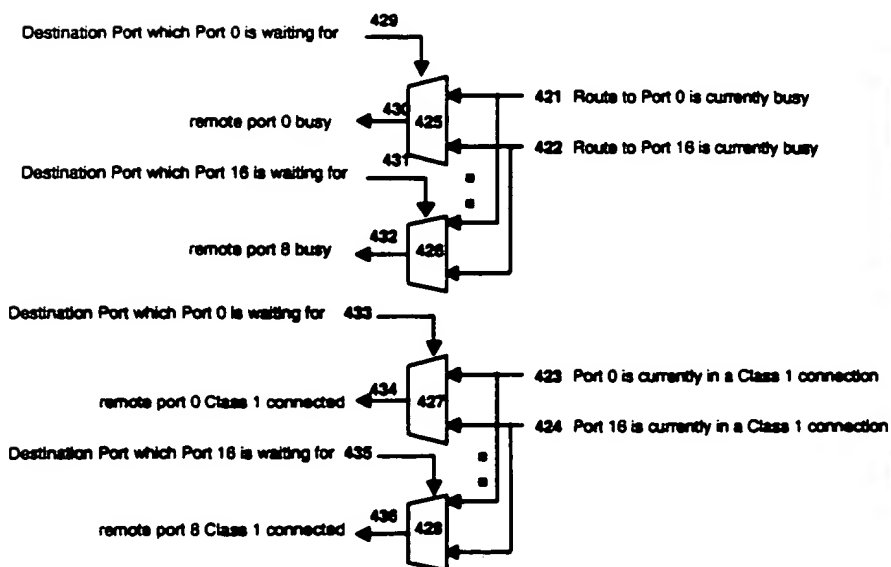 429
Destination Port which Port 0 is waiting for
421 Route to Port 0 is currently busy
430
remote port 0 busy
425
422 Route to Port 16 is currently busy
431
Destination Port which Port 16 is waiting for
432
remote port 8 busy
426
Destination Port which Port 0 is waiting for 433
423 Port 0 is currently in a Class 1 connection
434
remote port 0 Class 1 connected
427
424 Port 16 is currently in a Class 1 connection
Destination Port which Port 16 is waiting for 435
436
remote port 8 Class 1 connected
428